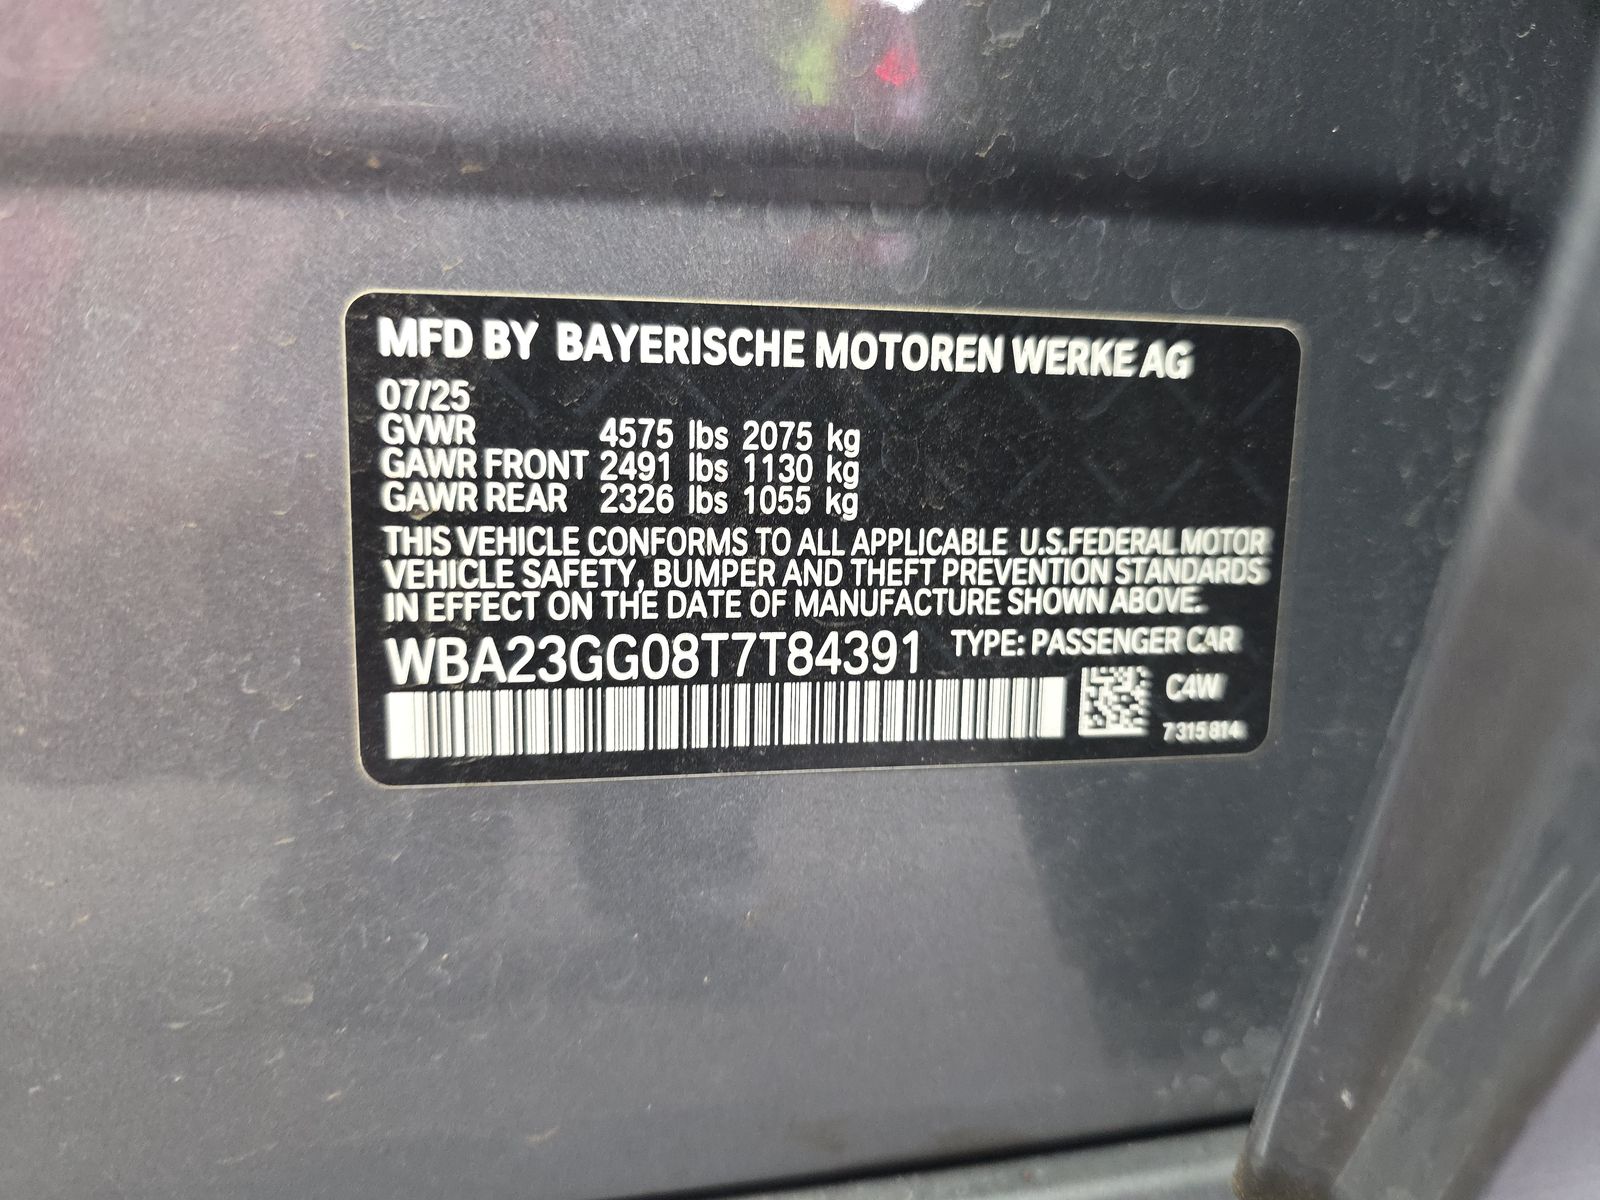 MFD BY BAYERISCHE MOTOREN WERKE AG
07/25
GVWR 4575 lbs 2075 kg
GAWR FRONT 2491 lbs 1130 kg
GAWR REAR 2326 lbs 1055 kg
THIS VEHICLE CONFORMS TO ALL APPLICABLE U.S.FEDERAL MOTOR
VEHICLE SAFETY, BUMPER AND THEFT PREVENTION STANDARDS
IN EFFECT ON THE DATE OF MANUFACTURE SHOWN ABOVE.
WBA23GG08T7T84391 TYPE: PASSENGER CAR
C4W
7315814